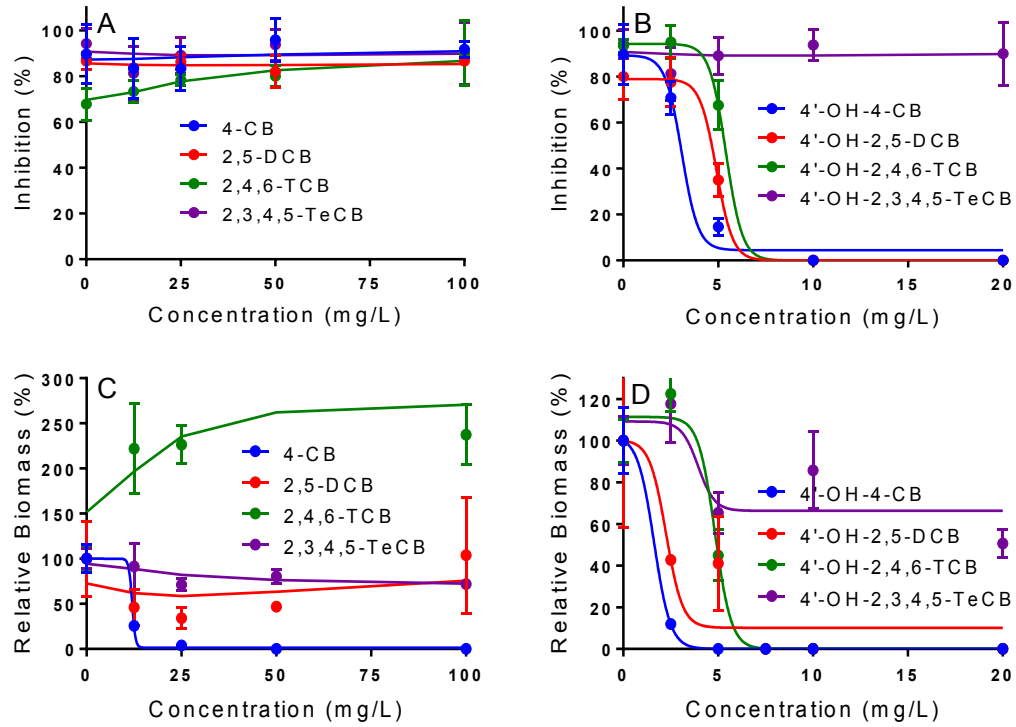 A
Inhibition (%)
100
80
60
40
20
0
4-CB
2,5-DCB
2,4,6-TCB
2,3,4,5-TeCB
0 25 50 75 100
Concentration (mg/L)
B
Inhibition (%)
100
80
60
40
20
0
4'-OH-4-CB
4'-OH-2,5-DCB
4'-OH-2,4,6-TCB
4'-OH-2,3,4,5-TeCB
0 5 10 15 20
Concentration (mg/L)
C
Relative Biomass (%)
300
250
200
150
100
50
0
4-CB
2,5-DCB
2,4,6-TCB
2,3,4,5-TeCB
0 25 50 75 100
Concentration (mg/L)
D
Relative Biomass (%)
120
100
80
60
40
20
0
4'-OH-4-CB
4'-OH-2,5-DCB
4'-OH-2,4,6-TCB
4'-OH-2,3,4,5-TeCB
0 5 10 15 20
Concentration (mg/L)